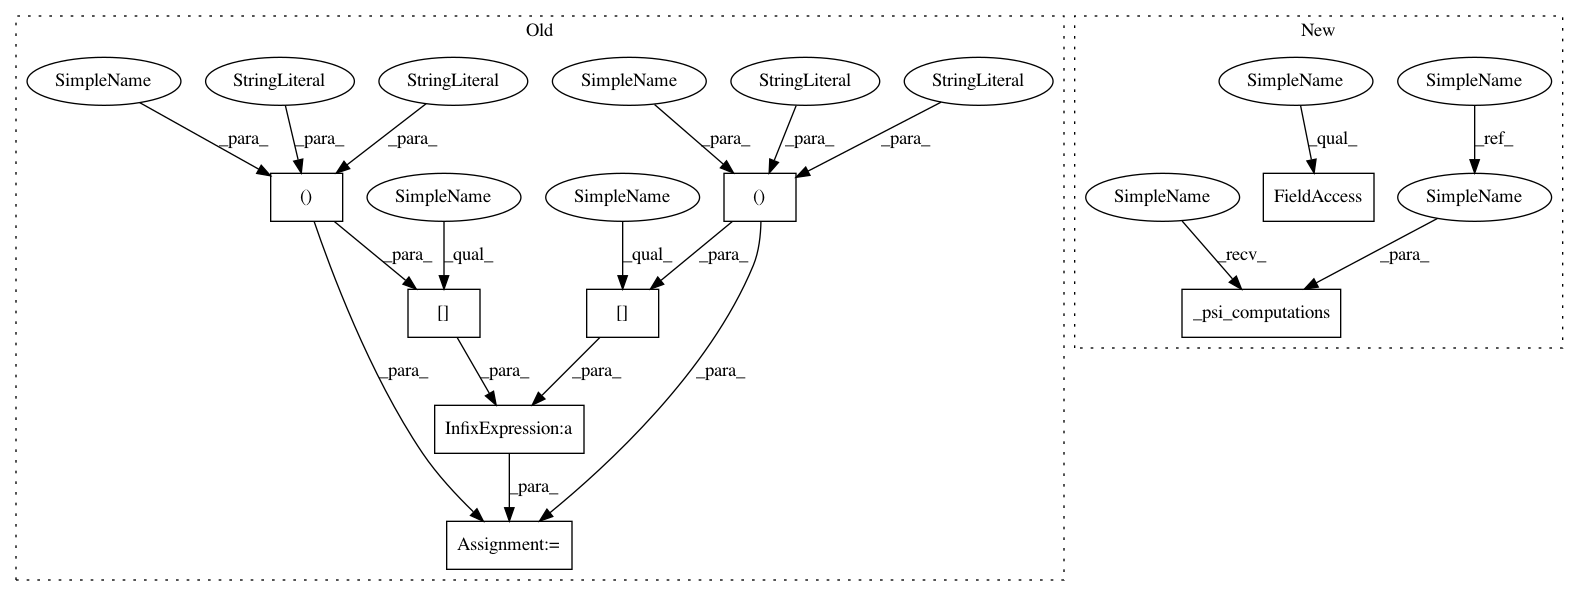 Old
New
SimpleName
StringLiteral
StringLiteral
SimpleName
StringLiteral
StringLiteral
SimpleName
SimpleName
_para_
_para_
_para_
_para_
_para_
_para_
_qual_
_ref_
()
SimpleName
SimpleName
()
SimpleName
FieldAccess
SimpleName
_para_
_qual_
_qual_
_para_
_recv_
_para_
[]
[]
_psi_computations
_para_
_para_
_para_
_para_
InfixExpression:a
_para_
Assignment:=